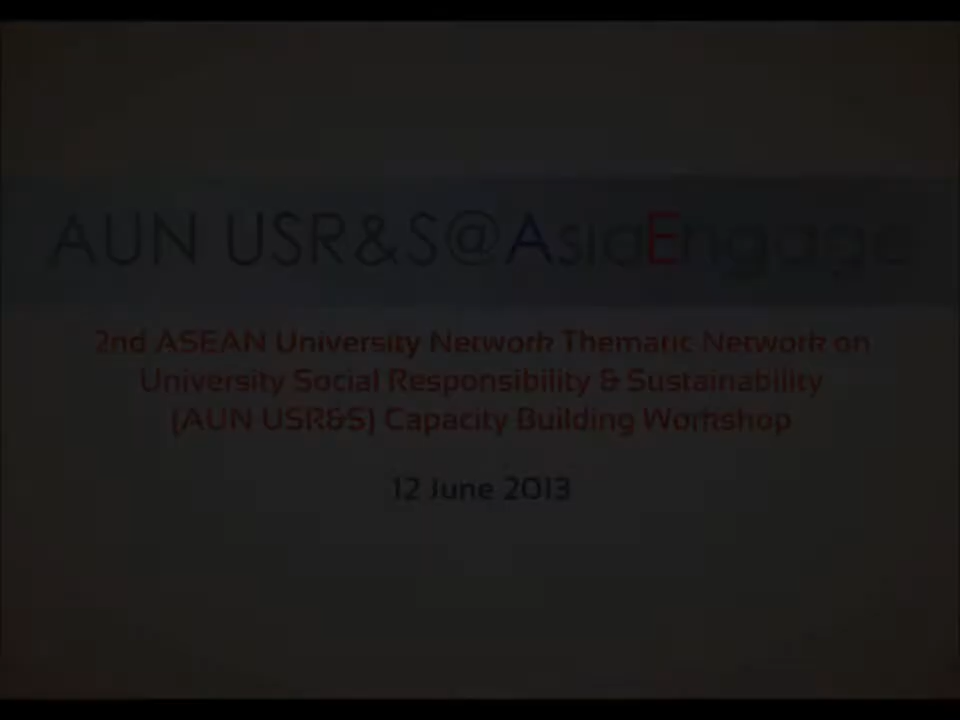 AUN USR&S@AsiaEngage
2nd ASEAN University Network Thematic Network on
University Social Responsibility & Sustainability
(AUN USR&S) Capacity Building Workshop
12 June 2013